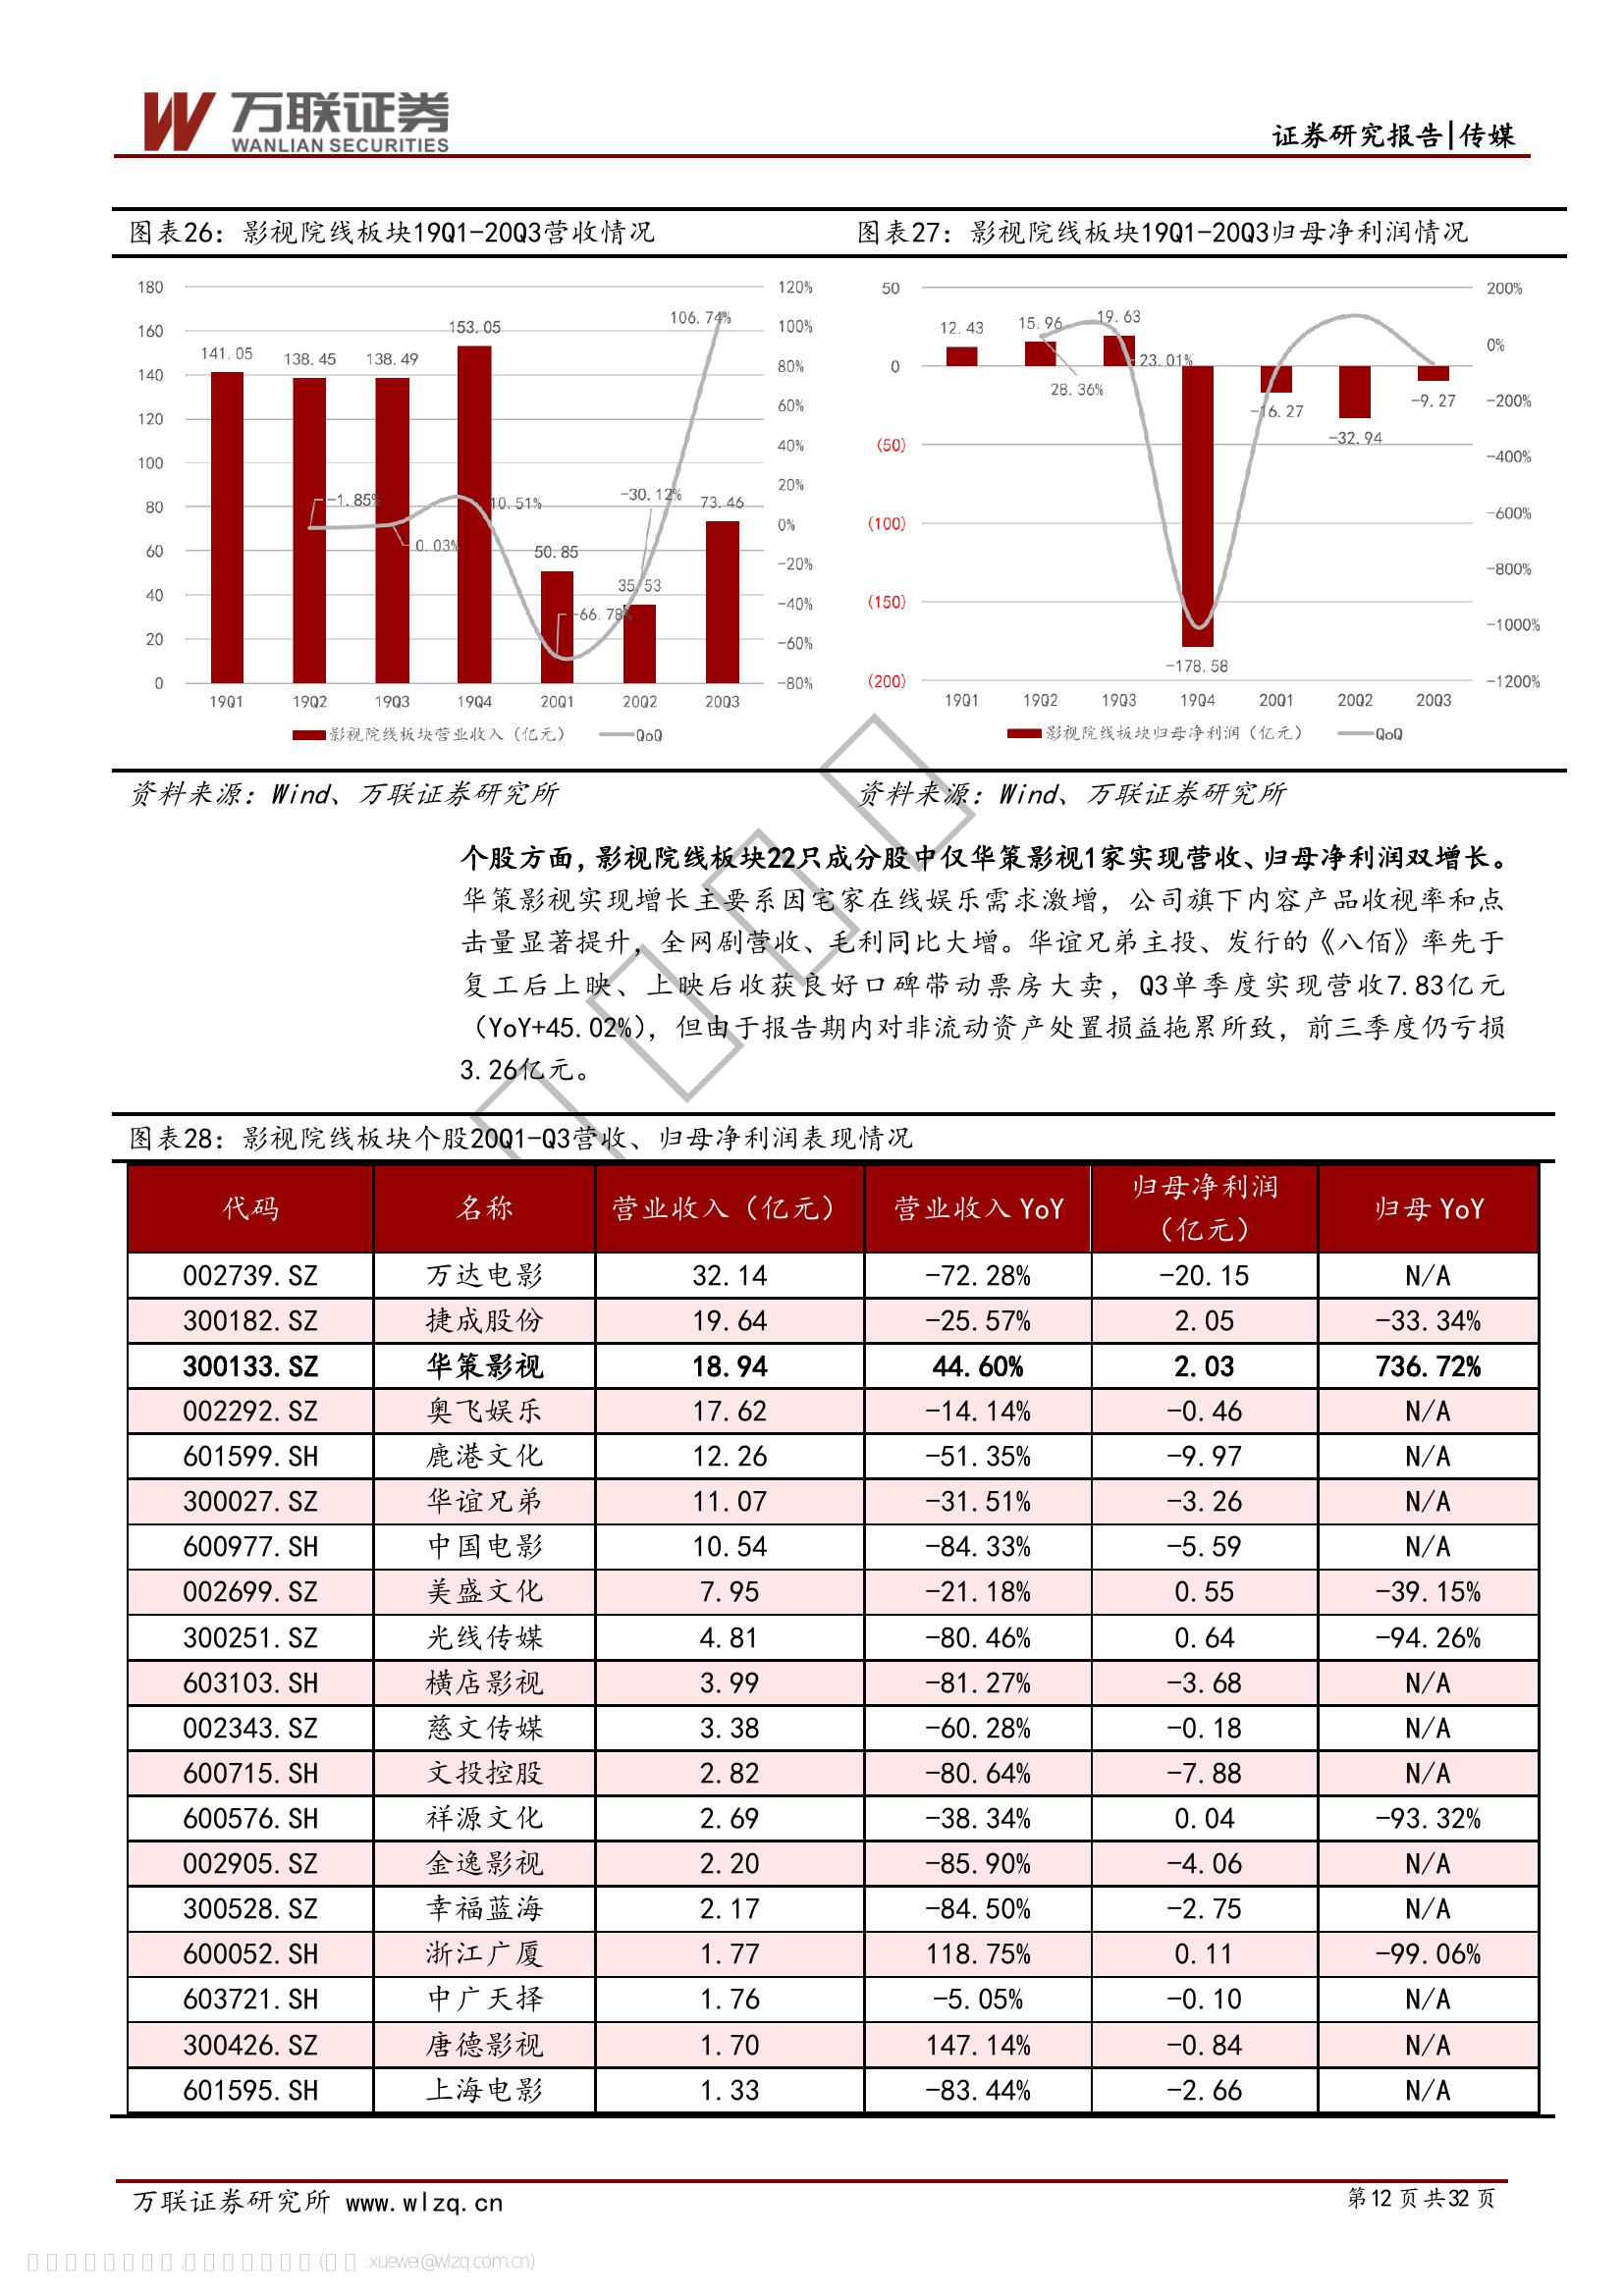 万联证券
WANLIAN SECURITIES
证券研究报告|传媒
图表26：影视院线板块19Q1-20Q3营收情况
图表27：影视院线板块19Q1-20Q3归母净利润情况
180
160
140
120
100
80
60
40
20
0
141.05
138.45
138.49
153.05
50.85
35.53
73.46
-1.85%
0.03%
10.51%
-66.78%
-30.12%
106.74%
120%
100%
80%
60%
40%
20%
0%
-20%
-40%
-60%
-80%
19Q1 19Q2 19Q3 19Q4 20Q1 20Q2 20Q3
影视院线板块营业收入（亿元） QoQ
50
0
(50)
(100)
(150)
(200)
12.43
15.96
19.63
-178.58
-16.27
-32.94
-9.27
28.36%
23.01%
200%
0%
-200%
-400%
-600%
-800%
-1000%
-1200%
19Q1 19Q2 19Q3 19Q4 20Q1 20Q2 20Q3
影视院线板块归母净利润（亿元） QoQ
资料来源：Wind、万联证券研究所
资料来源：Wind、万联证券研究所
个股方面，影视院线板块22只成分股中仅华策影视1家实现营收、归母净利润双增长。
华策影视实现增长主要系因宅家在线娱乐需求激增，公司旗下内容产品收视率和点
击量显著提升，全网剧营收、毛利同比大增。华谊兄弟主投、发行的《八佰》率先于
复工后上映、上映后收获良好口碑带动票房大卖，Q3单季度实现营收7.83亿元
（YoY+45.02%），但由于报告期内对非流动资产处置损益拖累所致，前三季度仍亏损
3.26亿元。
图表28：影视院线板块个股20Q1-Q3营收、归母净利润表现情况
代码 名称 营业收入（亿元） 营业收入 YoY 归母净利润（亿元） 归母 YoY
002739.SZ 万达电影 32.14 -72.28% -20.15 N/A
300182.SZ 捷成股份 19.64 -25.57% 2.05 -33.34%
300133.SZ 华策影视 18.94 44.60% 2.03 736.72%
002292.SZ 奥飞娱乐 17.62 -14.14% -0.46 N/A
601599.SH 鹿港文化 12.26 -51.35% -9.97 N/A
300027.SZ 华谊兄弟 11.07 -31.51% -3.26 N/A
600977.SH 中国电影 10.54 -84.33% -5.59 N/A
002699.SZ 美盛文化 7.95 -21.18% 0.55 -39.15%
300251.SZ 光线传媒 4.81 -80.46% 0.64 -94.26%
603103.SH 横店影视 3.99 -81.27% -3.68 N/A
002343.SZ 慈文传媒 3.38 -60.28% -0.18 N/A
600715.SH 文投控股 2.82 -80.64% -7.88 N/A
600576.SH 祥源文化 2.69 -38.34% 0.04 -93.32%
002905.SZ 金逸影视 2.20 -85.90% -4.06 N/A
300528.SZ 幸福蓝海 2.17 -84.50% -2.75 N/A
600052.SH 浙江广厦 1.77 118.75% 0.11 -99.06%
603721.SH 中广天择 1.76 -5.05% -0.10 N/A
300426.SZ 唐德影视 1.70 147.14% -0.84 N/A
601595.SH 上海电影 1.33 -83.44% -2.66 N/A
万联证券研究所 www.wlzq.cn
第12页共32页
:xuewei@wlzq.com.cn)